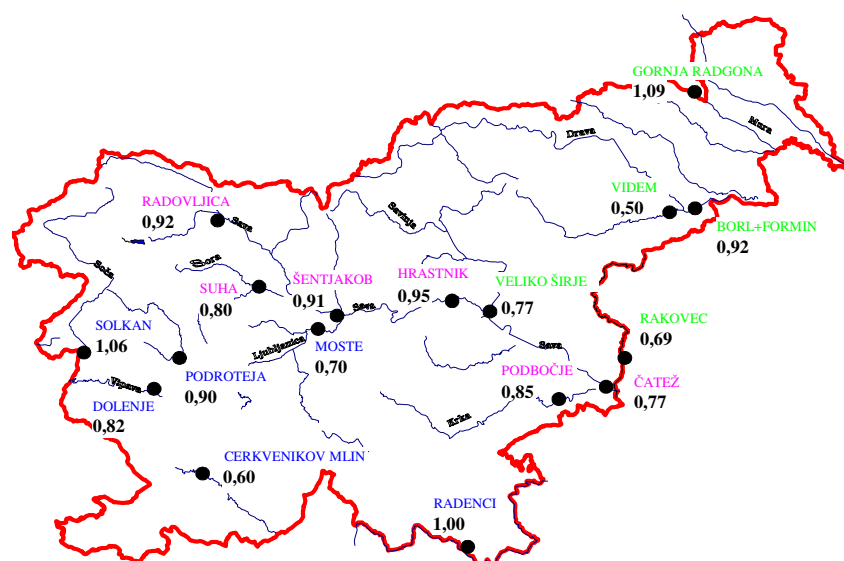 GORNJA RADGONA
1,09
Mura
Drava
VIDEM
0,50
BORL+FORMIN
0,92
RADOVLJICA
0,92
Sava
Savinja
Sora
Soča
SUHA
0,80
ŠENTJAKOB
0,91
Sava
HRASTNIK
0,95
VELIKO ŠIRJE
0,77
SOLKAN
1,06
Ljubljanica
MOSTE
0,70
Sava
RAKOVEC
0,69
PODROTEJA
0,90
Vipava
DOLENJE
0,82
PODBOČJE
0,85
ČATEŽ
0,77
Krka
CERKVENIKOV MLIN
0,60
RADENCI
1,00